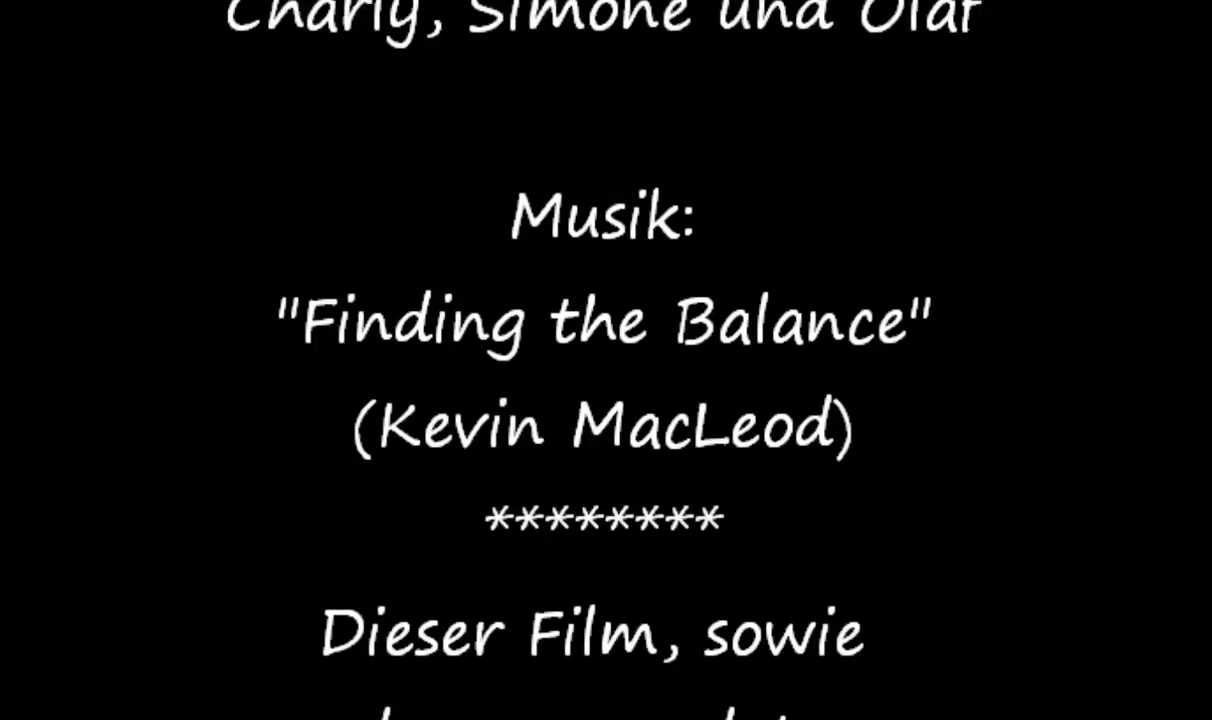 Charly, Simone und Olaf
Musik:
"Finding the Balance"
(Kevin MacLeod)
********
Dieser Film, sowie